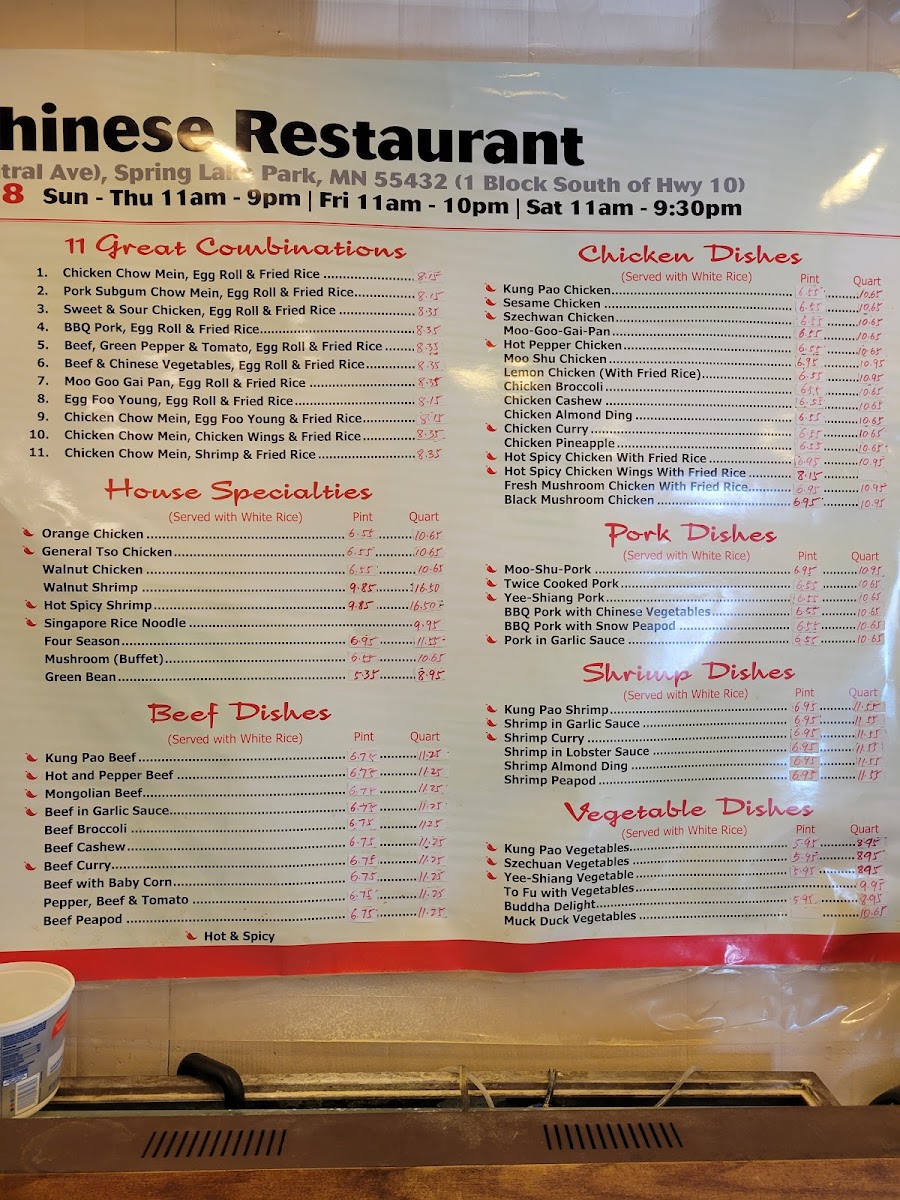 hinese Restaurant
tral Ave), Spring Lake Park, MN 55432 (1 Block South of Hwy 10)
8 Sun - Thu 11am - 9pm | Fri 11am - 10pm | Sat 11am - 9:30pm
11 Great Combinations
1. Chicken Chow Mein, Egg Roll & Fried Rice 8.15
2. Pork Subgum Chow Mein, Egg Roll & Fried Rice 8.15
3. Sweet & Sour Chicken, Egg Roll & Fried Rice 8.35
4. BBQ Pork, Egg Roll & Fried Rice 8.35
5. Beef, Green Pepper & Tomato, Egg Roll & Fried Rice 8.35
6. Beef & Chinese Vegetables, Egg Roll & Fried Rice 8.35
7. Moo Goo Gai Pan, Egg Roll & Fried Rice 8.35
8. Egg Foo Young, Egg Roll & Fried Rice 8.15
9. Chicken Chow Mein, Egg Foo Young & Fried Rice
10. Chicken Chow Mein, Chicken Wings & Fried Rice 8.35
11. Chicken Chow Mein, Shrimp & Fried Rice 8.35
House Specialties
(Served with White Rice) Pint Quart
Orange Chicken 6.55 10.65
General Tso Chicken 6.55 10.65
Walnut Chicken 6.55 10.65
Walnut Shrimp 9.85 16.50
Hot Spicy Shrimp 9.85 16.50
Singapore Rice Noodle 9.95
Four Season 6.95 11.55
Mushroom (Buffet) 6.55 10.65
Green Bean 5.35 8.95
Beef Dishes
(Served with White Rice) Pint Quart
Kung Pao Beef 6.75 11.25
Hot and Pepper Beef 6.75 11.25
Mongolian Beef 6.75 11.25
Beef in Garlic Sauce 6.75 11.25
Beef Broccoli 6.75 11.25
Beef Cashew 6.75 11.25
Beef Curry 6.75 11.25
Beef with Baby Corn 6.75 11.25
Pepper, Beef & Tomato 6.75 11.25
Beef Peapod 6.75 11.25
Hot & Spicy
Chicken Dishes
(Served with White Rice) Pint Quart
Kung Pao Chicken 6.55 10.65
Sesame Chicken 6.55 10.65
Szechwan Chicken 6.55 10.65
Moo-Goo-Gai-Pan 6.55 10.65
Hot Pepper Chicken 6.55 10.65
Moo Shu Chicken 6.95 10.95
Lemon Chicken (With Fried Rice) 6.55 10.95
Chicken Broccoli 6.55 10.65
Chicken Cashew 6.55 10.65
Chicken Almond Ding 6.55 10.65
Chicken Curry 6.55 10.65
Chicken Pineapple 6.55 10.65
Hot Spicy Chicken With Fried Rice 6.95 10.95
Hot Spicy Chicken Wings With Fried Rice 8.15
Fresh Mushroom Chicken With Fried Rice 6.95 10.95
Black Mushroom Chicken 6.95 10.95
Pork Dishes
(Served with White Rice) Pint Quart
Moo-Shu-Pork 6.95 10.95
Twice Cooked Pork 6.55 10.65
Yee-Shiang Pork 6.55 10.65
BBQ Pork with Chinese Vegetables 6.55 10.65
BBQ Pork with Snow Peapod 6.55 10.65
Pork in Garlic Sauce 6.55 10.65
Shrimp Dishes
(Served with White Rice) Pint Quart
Kung Pao Shrimp 6.95 11.55
Shrimp in Garlic Sauce 6.95 11.55
Shrimp Curry 6.95 11.55
Shrimp in Lobster Sauce 6.95 11.55
Shrimp Almond Ding 6.95 11.55
Shrimp Peapod 6.95 11.55
Vegetable Dishes
(Served with White Rice) Pint Quart
Kung Pao Vegetables 5.95 8.95
Szechuan Vegetables 5.95 8.95
Yee-Shiang Vegetable 5.95 8.95
To Fu with Vegetables 9.95
Buddha Delight 5.95 8.95
Muck Duck Vegetables 10.65